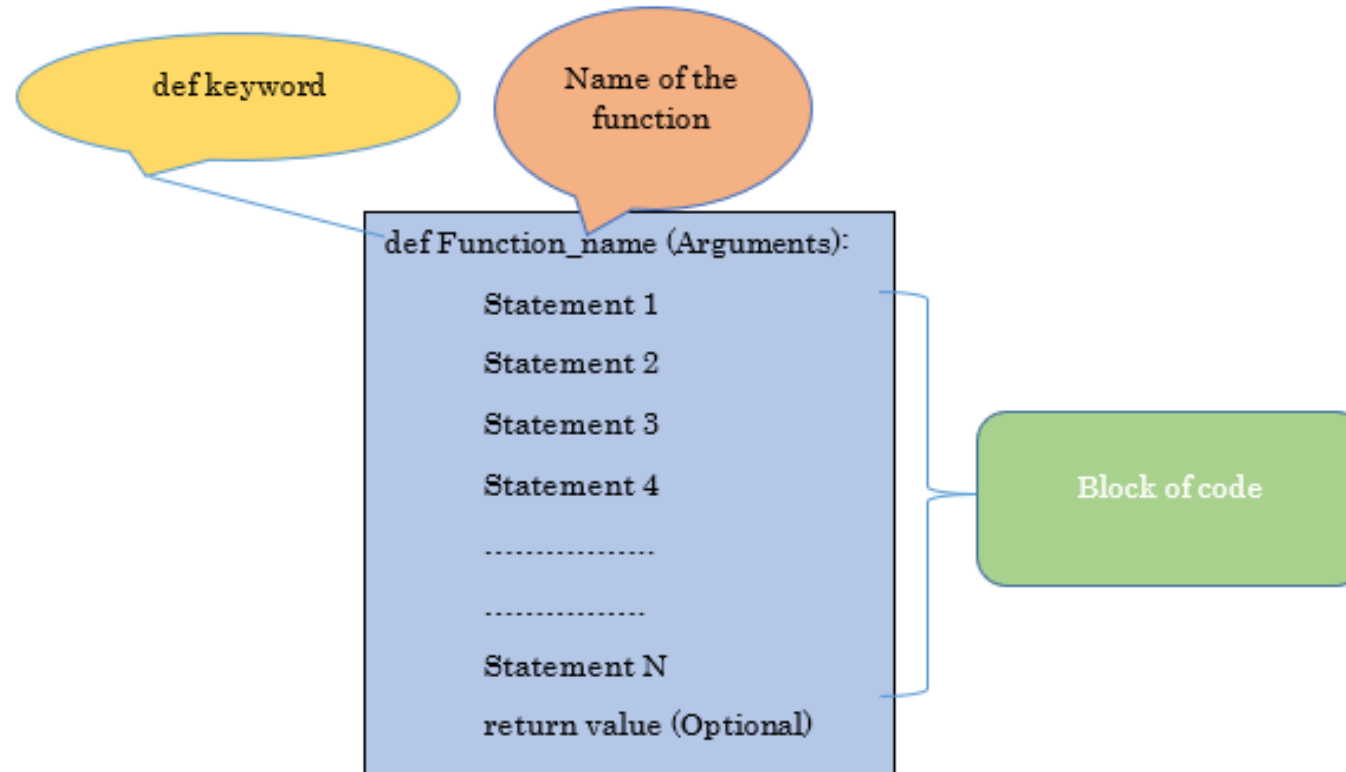 def keyword
Name of the
function
def Function_name (Arguments):
Statement 1
Statement 2
Statement 3
Statement 4
.................
................
Statement N
return value (Optional)
Block of code